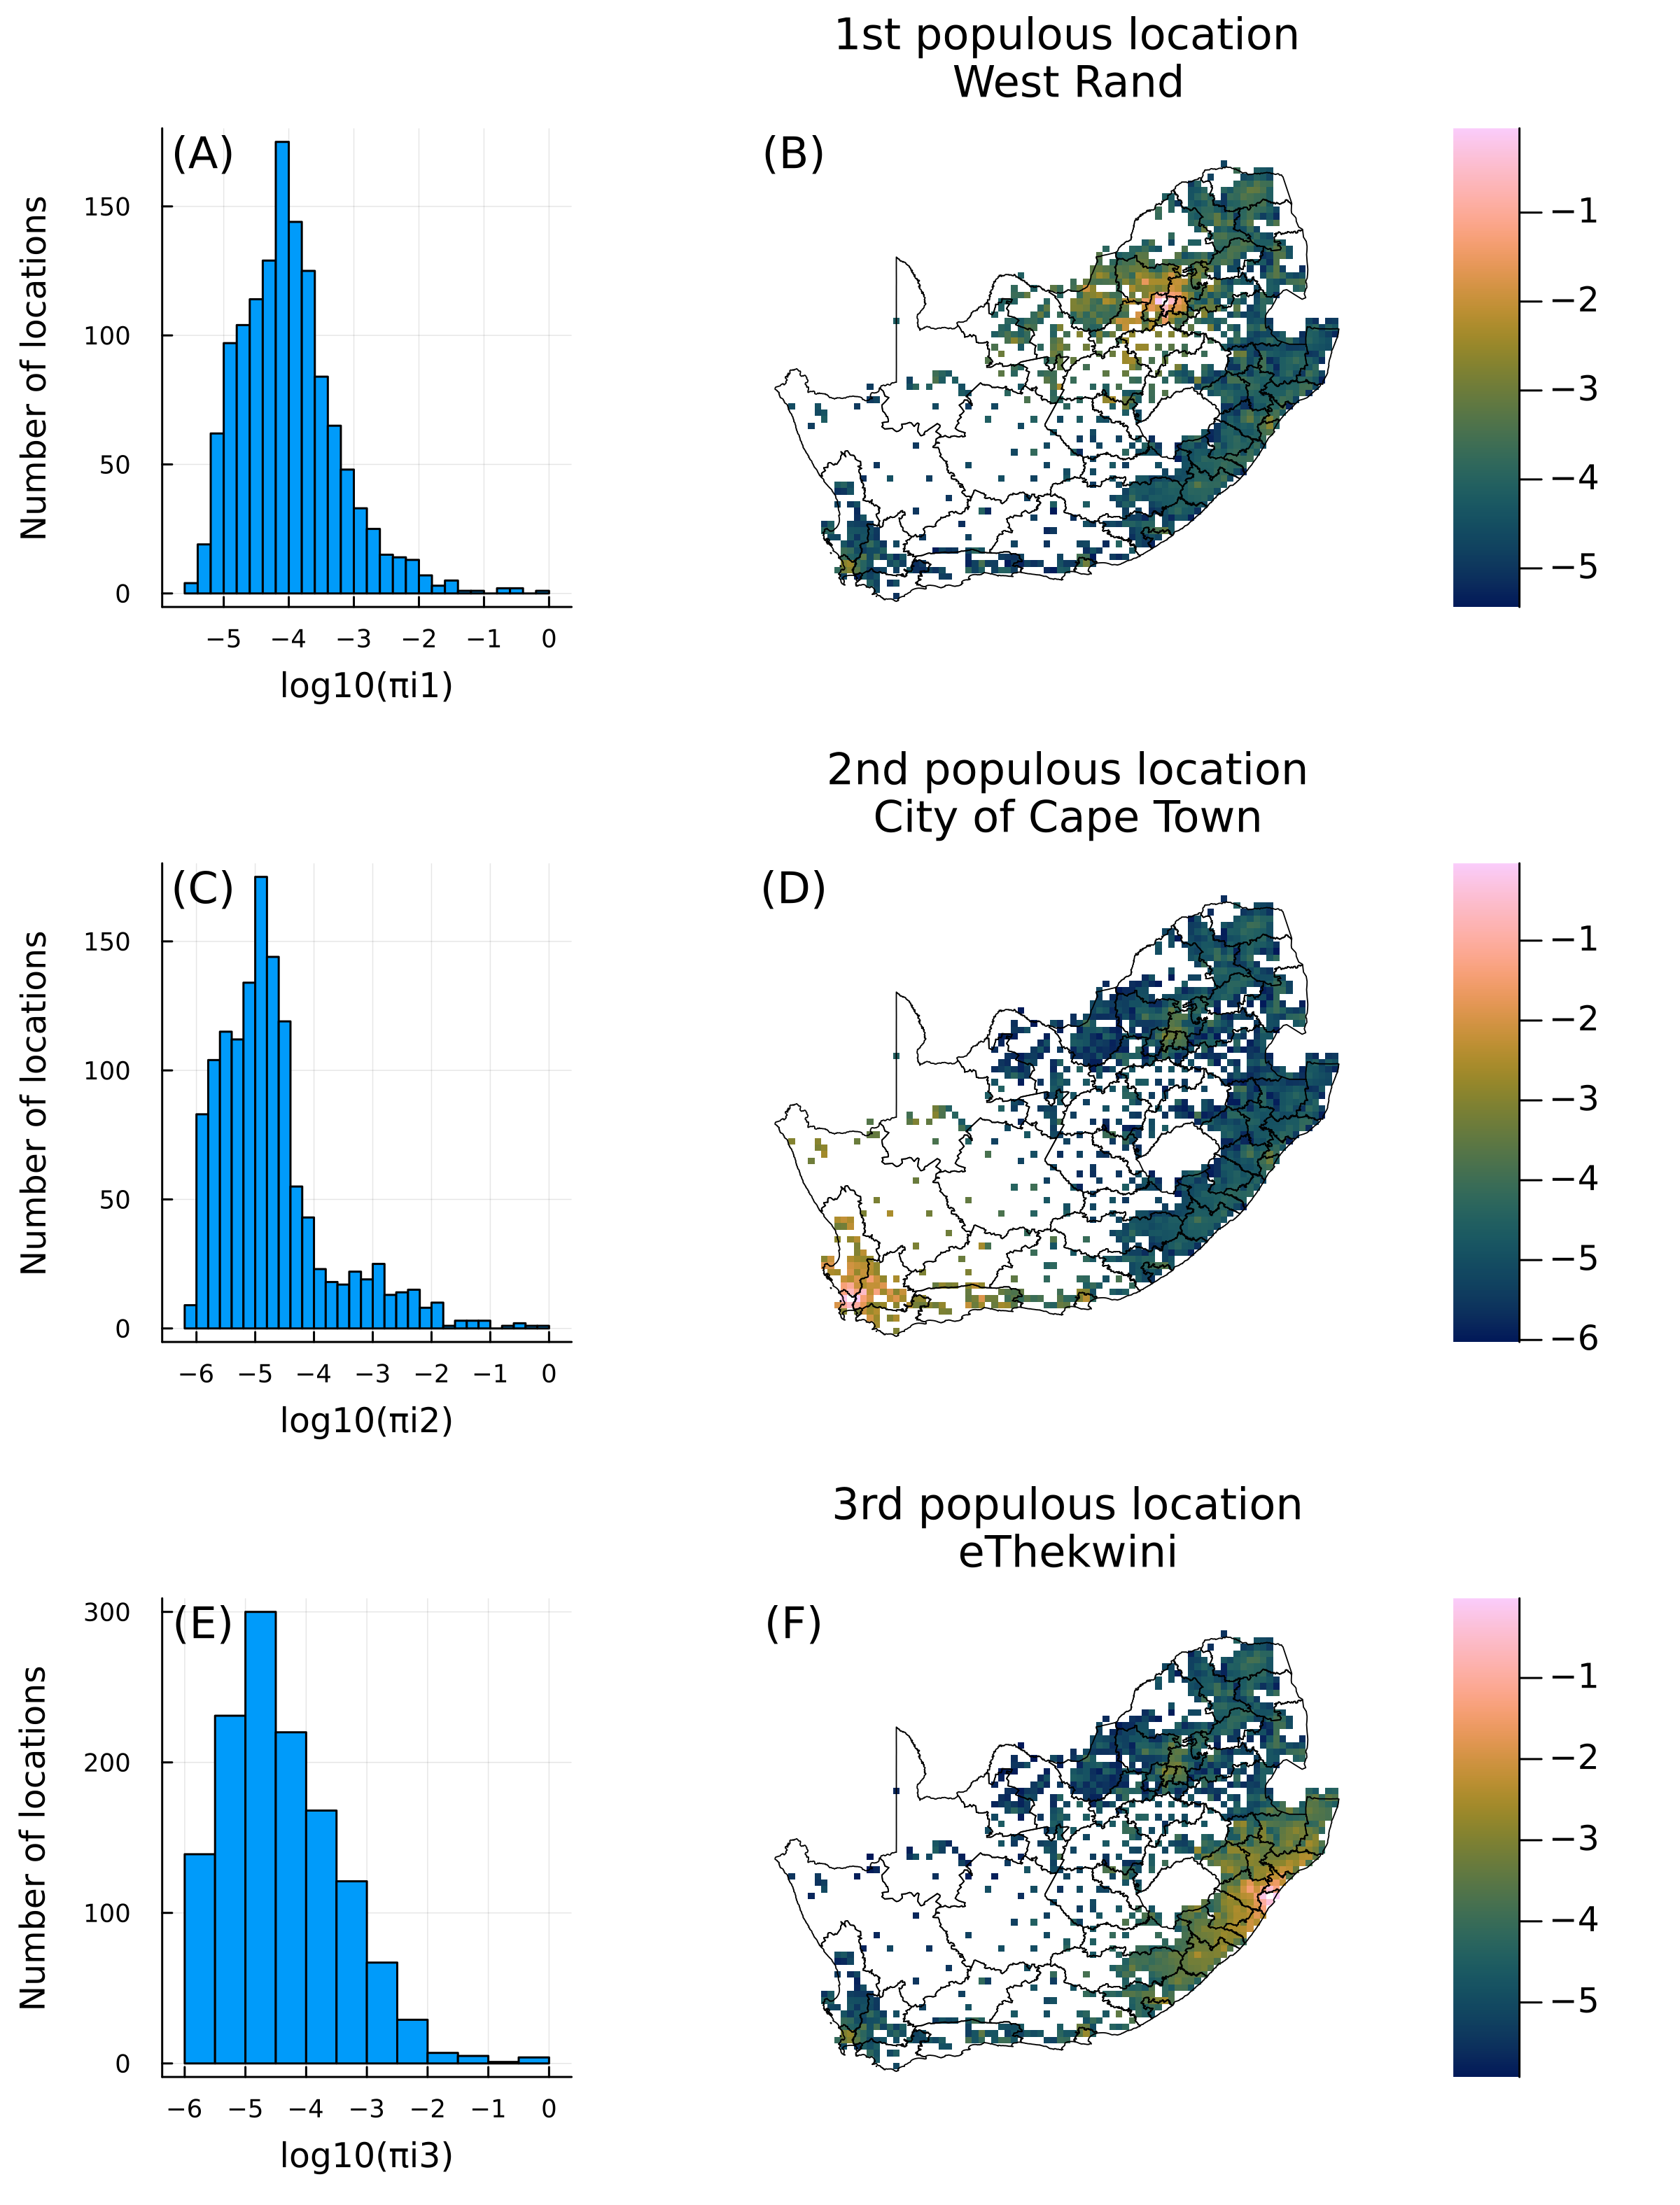 1st populous location
West Rand
(A)
(B)
Number of locations
150
100
50
0
−5 −4 −3 −2 −1 0
log10(πi1)
−1
−2
−3
−4
−5
2nd populous location
City of Cape Town
(C)
(D)
Number of locations
150
100
50
0
−6 −5 −4 −3 −2 −1 0
log10(πi2)
−1
−2
−3
−4
−5
−6
3rd populous location
eThekwini
(E)
(F)
Number of locations
300
200
100
0
−6 −5 −4 −3 −2 −1 0
log10(πi3)
−1
−2
−3
−4
−5